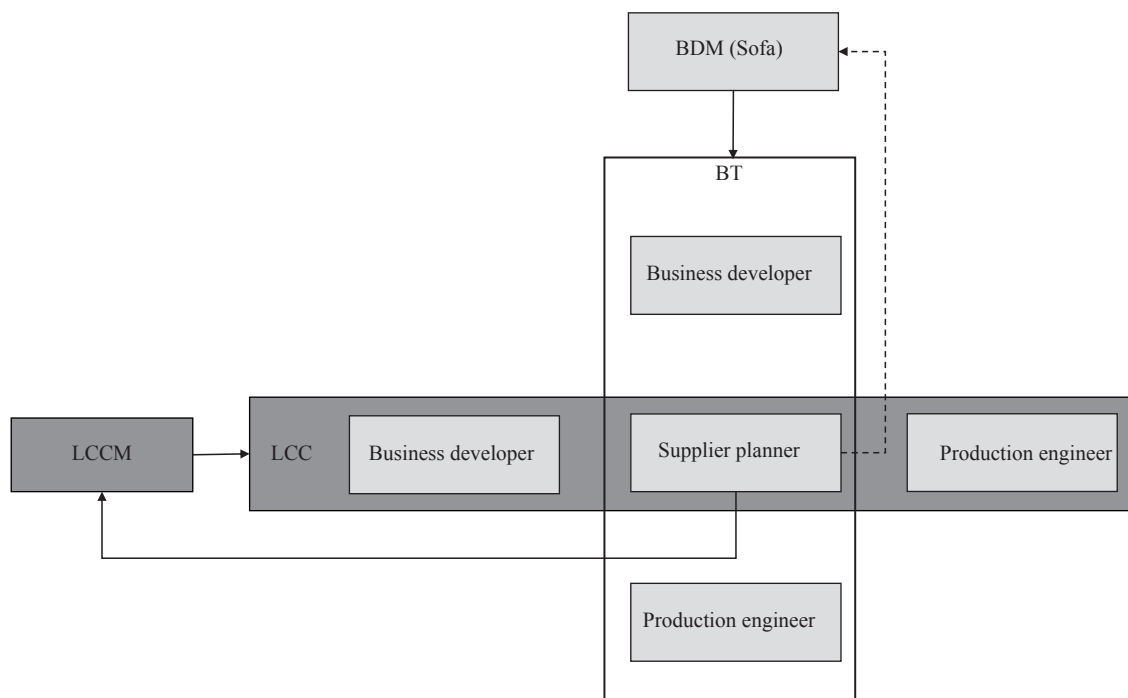 BDM (Sofa)
BT
Business developer
LCCM
LCC
Business developer
Supplier planner
Production engineer
Production engineer